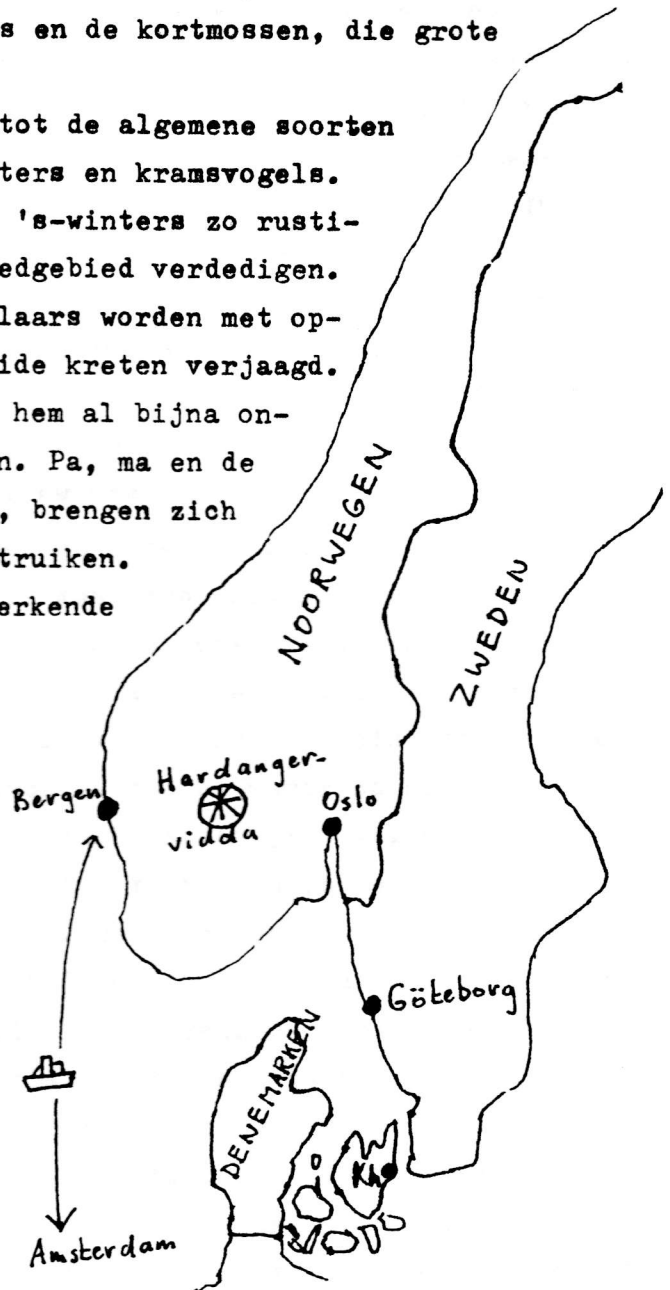 s en de kortmossen, die grote
tot de algemene soorten
ters en kramsvogels.
's-winters zo rusti-
edgebied verdedigen.
laars worden met op-
ide kreten verjaagd.
hem al bijna on-
n. Pa, ma en de
, brengen zich
truiken.
erkende
NOORWEGEN
ZWEDEN
Bergen
Hardanger-
vidda
Oslo
Göteborg
DENEMARKEN
Kh
Amsterdam